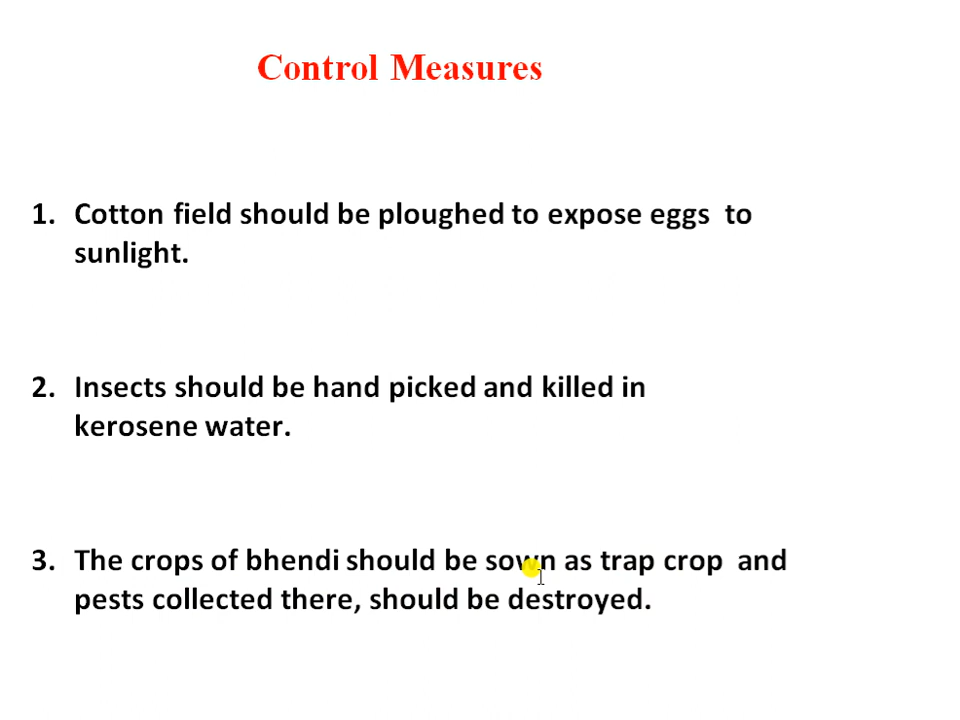 Control Measures
1. Cotton field should be ploughed to expose eggs to
sunlight.
2. Insects should be hand picked and killed in
kerosene water.
3. The crops of bhendi should be sown as trap crop and
pests collected there, should be destroyed.